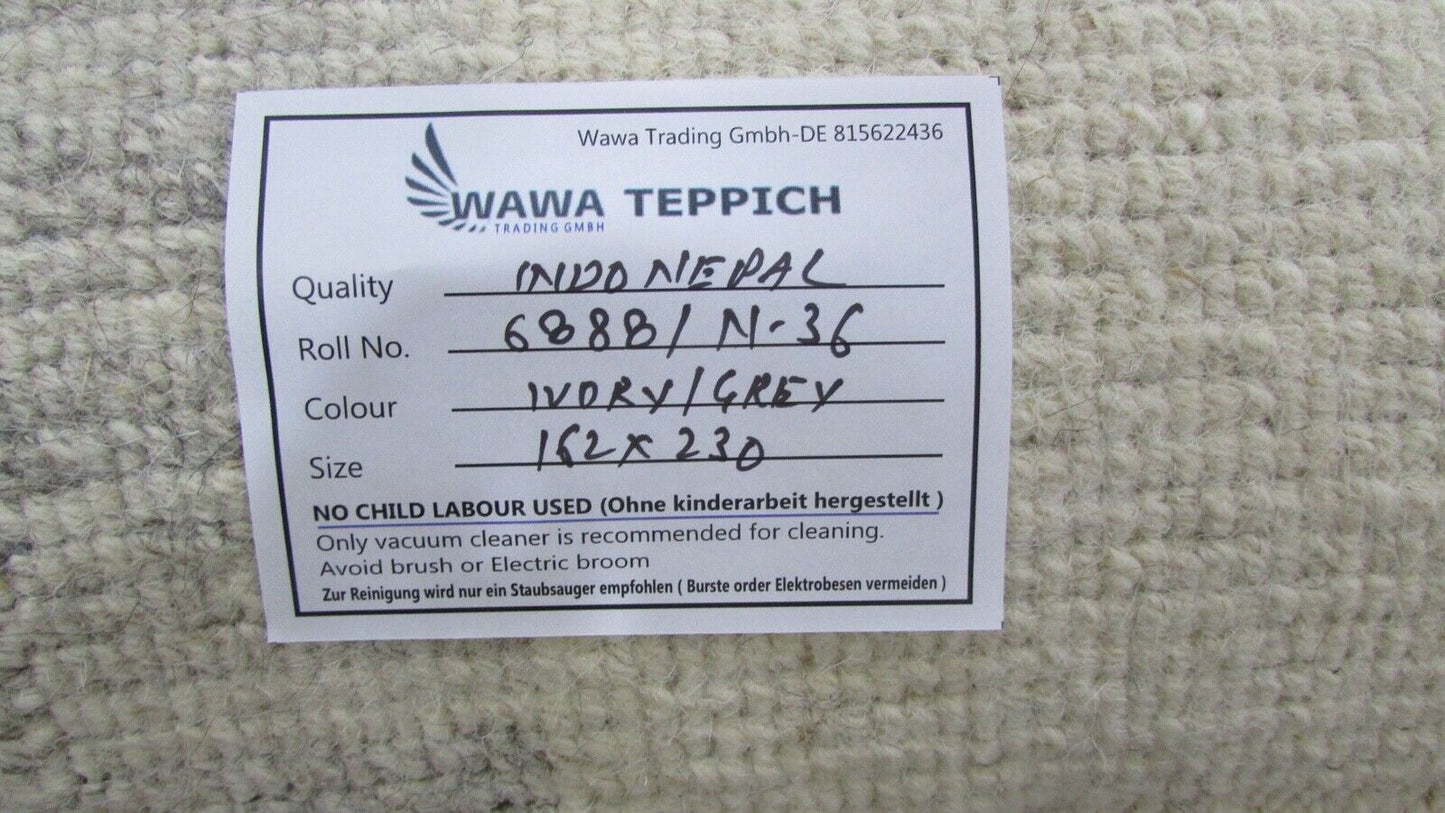 Wawa Trading Gmbh-DE 815622436
WAWA TEPPICH
TRADING GMBH
Quality INDO NEPAL
Roll No. 6888/ N-36
Colour IVORY/GREY
Size 162x230
NO CHILD LABOUR USED (Ohne kinderarbeit hergestellt )
Only vacuum cleaner is recommended for cleaning.
Avoid brush or Electric broom
Zur Reinigung wird nur ein Staubsauger empfohlen ( Burste order Elektrobesen vermeiden )